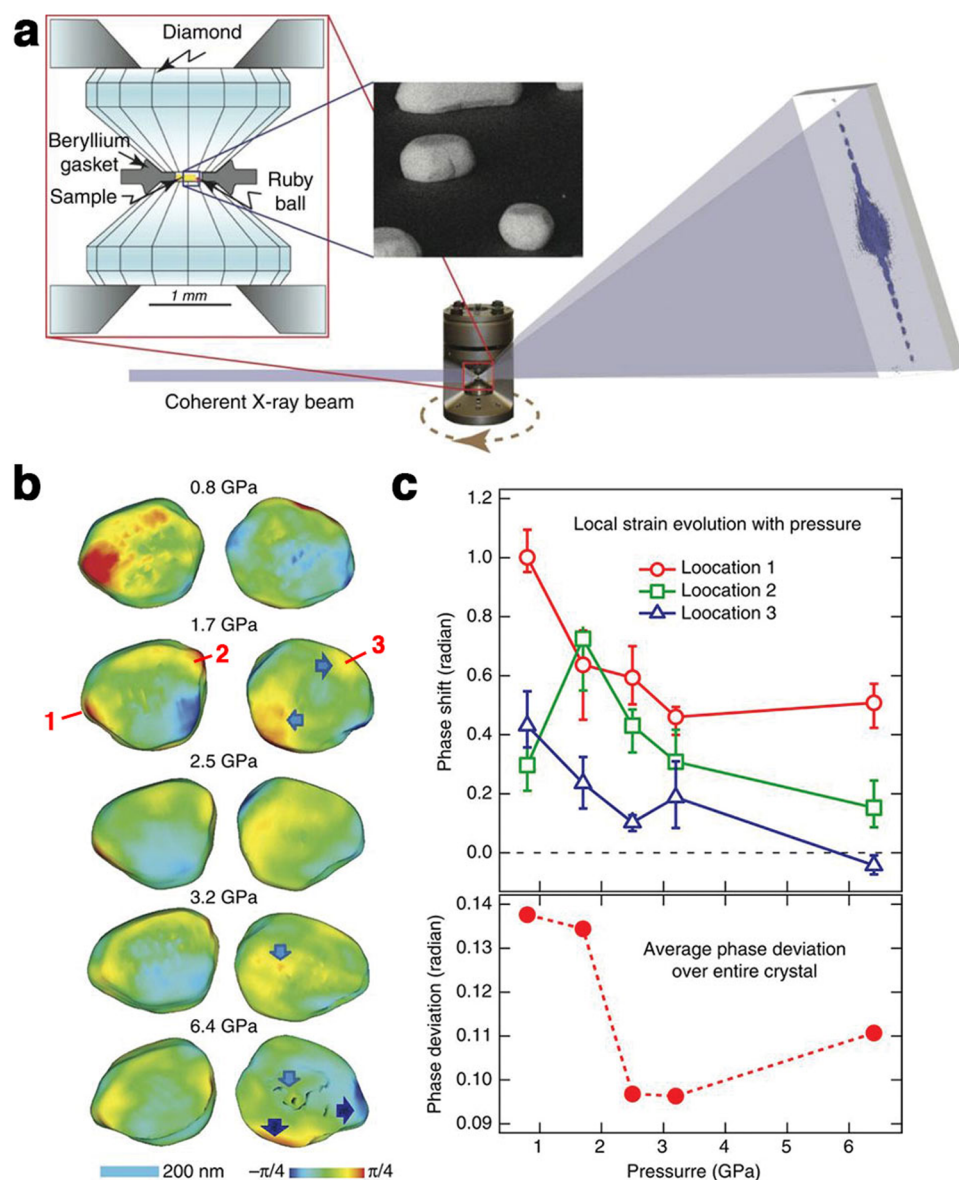 a
Diamond
Beryllium
gasket
Sample
Ruby
ball
1 mm
Coherent X-ray beam
b
0.8 GPa
1.7 GPa
1
2
3
2.5 GPa
3.2 GPa
6.4 GPa
200 nm
−π/4
π/4
c
Local strain evolution with pressure
Loocation 1
Loocation 2
Loocation 3
Phase shift (radian)
1.2
1.0
0.8
0.6
0.4
0.2
0.0
Average phase deviation
over entire crystal
Phase deviation (radian)
0.14
0.13
0.12
0.11
0.10
0.09
1
2
3
4
5
6
Pressurre (GPa)